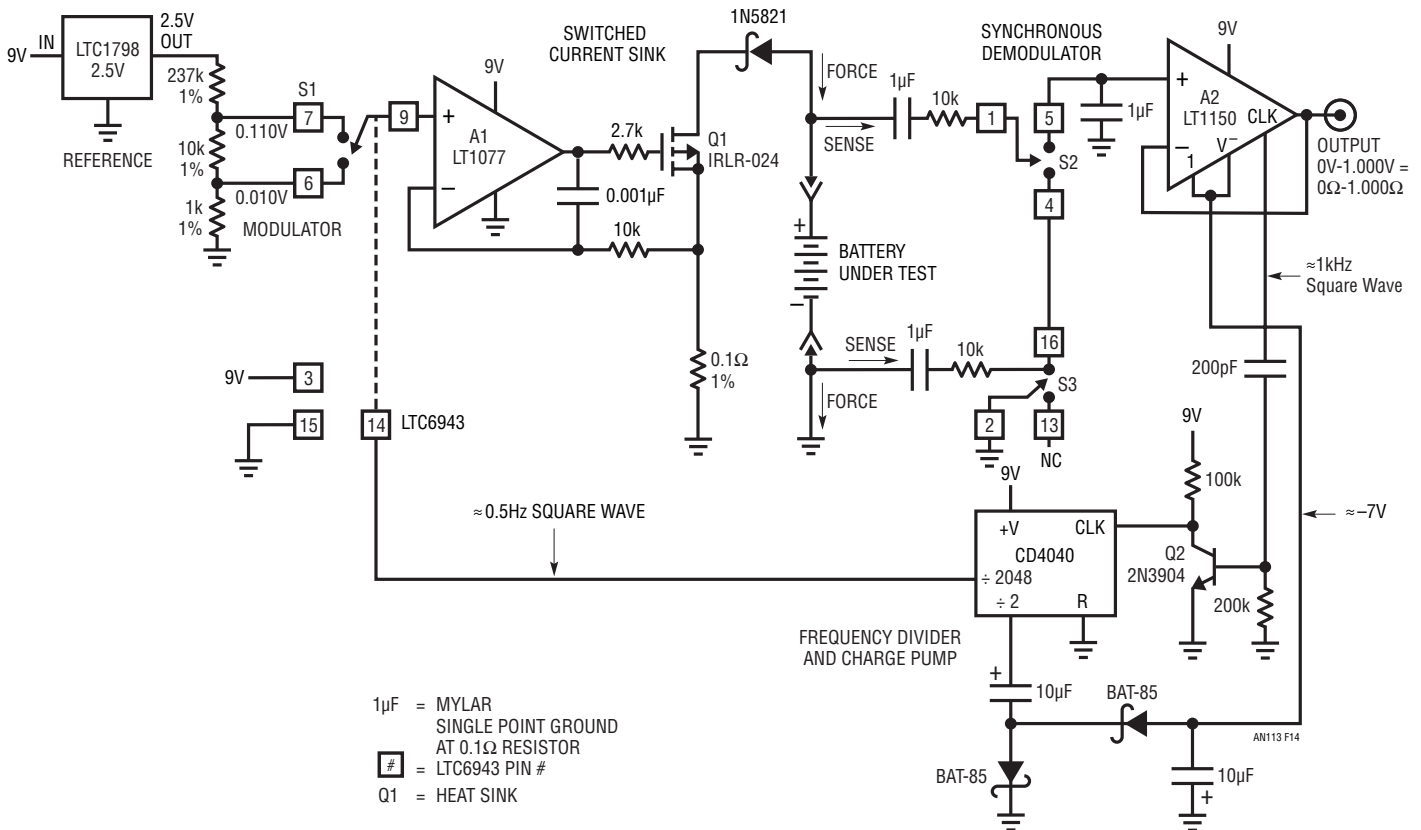 9V
IN
LTC1798
2.5V
2.5V
OUT
237k
1%
10k
1%
1k
1%
REFERENCE
0.110V
0.010V
S1
7
6
MODULATOR
9
9V
+
A1
LT1077
–
2.7k
0.001µF
10k
SWITCHED
CURRENT SINK
Q1
IRLR-024
0.1Ω
1%
1N5821
FORCE
SENSE
1µF
10k
1
+
BATTERY
UNDER TEST
–
SENSE
1µF
10k
FORCE
SYNCHRONOUS
DEMODULATOR
5
S2
4
16
S3
2
13
NC
1µF
9V
+
A2
LT1150
CLK
–
1
V–
OUTPUT
0V-1.000V =
0Ω-1.000Ω
≈1kHz
Square Wave
200pF
9V
3
15
14
LTC6943
≈0.5Hz SQUARE WAVE
9V
+V
CLK
CD4040
÷ 2048
÷ 2
R
9V
100k
Q2
2N3904
200k
≈–7V
FREQUENCY DIVIDER
AND CHARGE PUMP
+
10µF
BAT-85
BAT-85
10µF
+
AN113 F14
1µF = MYLAR
SINGLE POINT GROUND
AT 0.1Ω RESISTOR
# = LTC6943 PIN #
Q1 = HEAT SINK